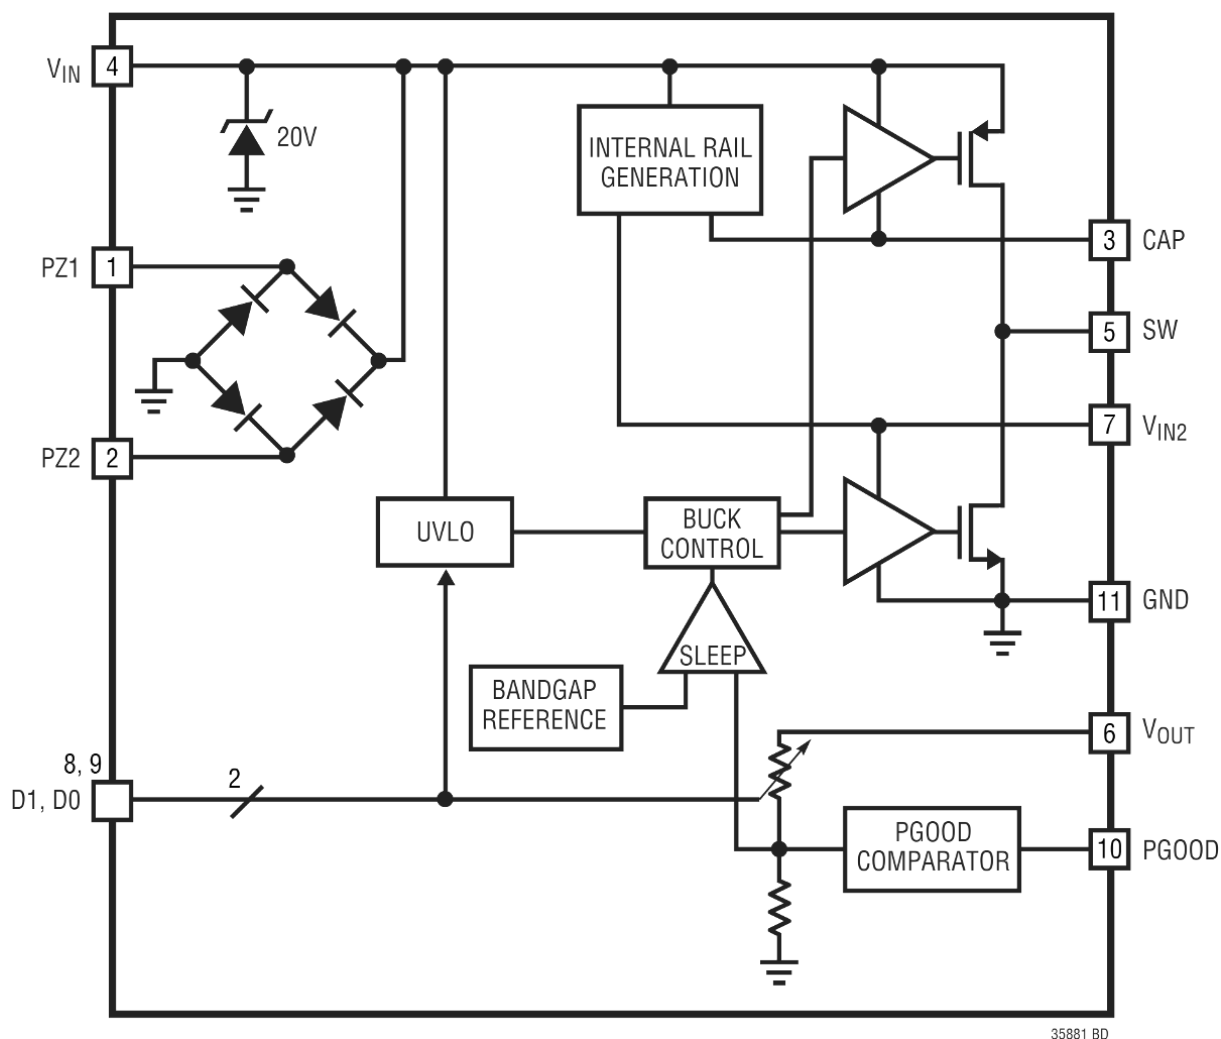 VIN
4
20V
INTERNAL RAIL
GENERATION
PZ1
1
3
CAP
5
SW
PZ2
2
7
VIN2
UVLO
BUCK
CONTROL
11
GND
SLEEP
BANDGAP
REFERENCE
6
VOUT
8, 9
D1, D0
2
PGOOD
COMPARATOR
10
PGOOD
35881 BD